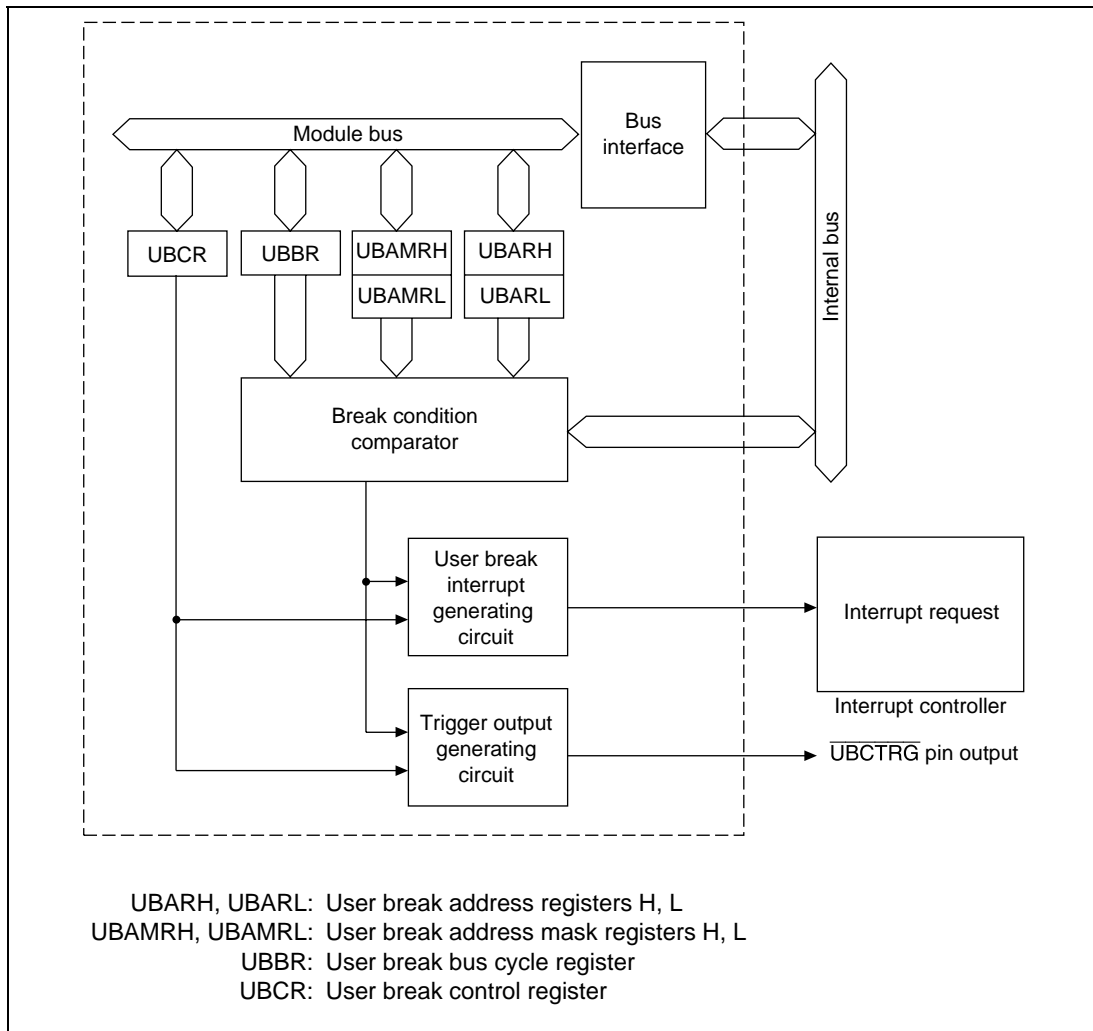 Module bus
Bus
interface
Internal bus
UBCR
UBBR
UBAMRH
UBAMRL
UBARH
UBARL
Break condition
comparator
User break
interrupt
generating
circuit
Interrupt request
Interrupt controller
Trigger output
generating
circuit
UBCTRG pin output
UBARH, UBARL: User break address registers H, L
UBAMRH, UBAMRL: User break address mask registers H, L
UBBR: User break bus cycle register
UBCR: User break control register